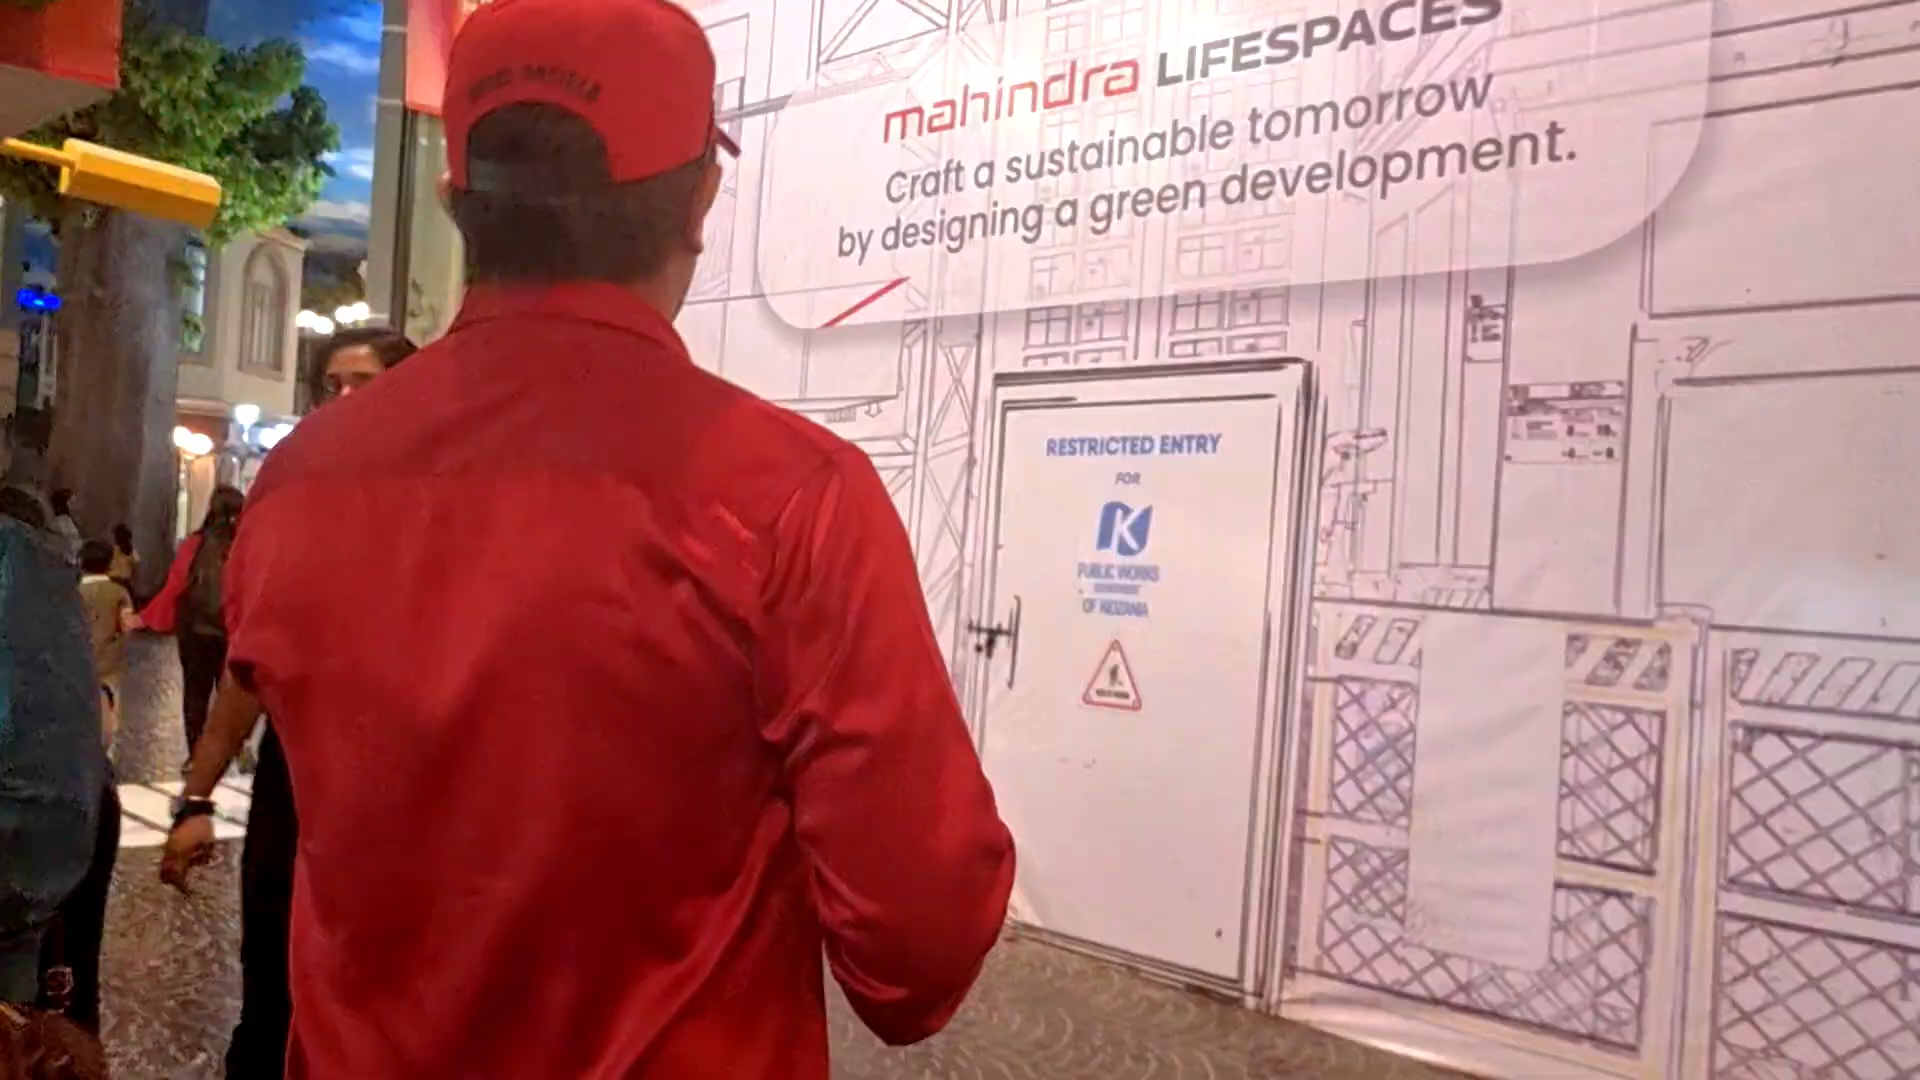 mahindra LIFESPACES
Craft a sustainable tomorrow
by designing a green development.
RESTRICTED ENTRY
FOR
K
PUBLIC WORKS
OF KIDZANIA